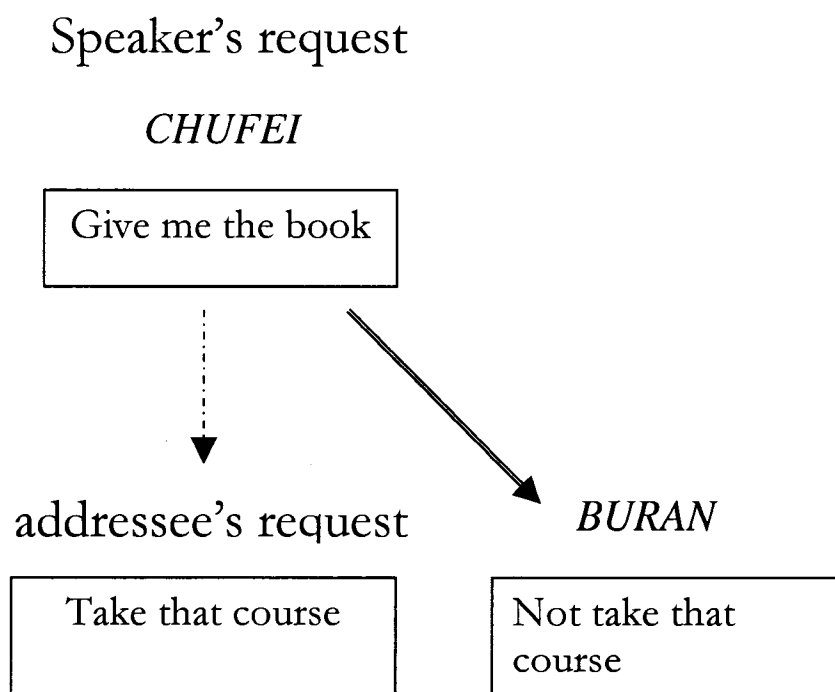 Speaker's request
CHUFEI
Give me the book
addressee's request
BURAN
Take that course
Not take that
course